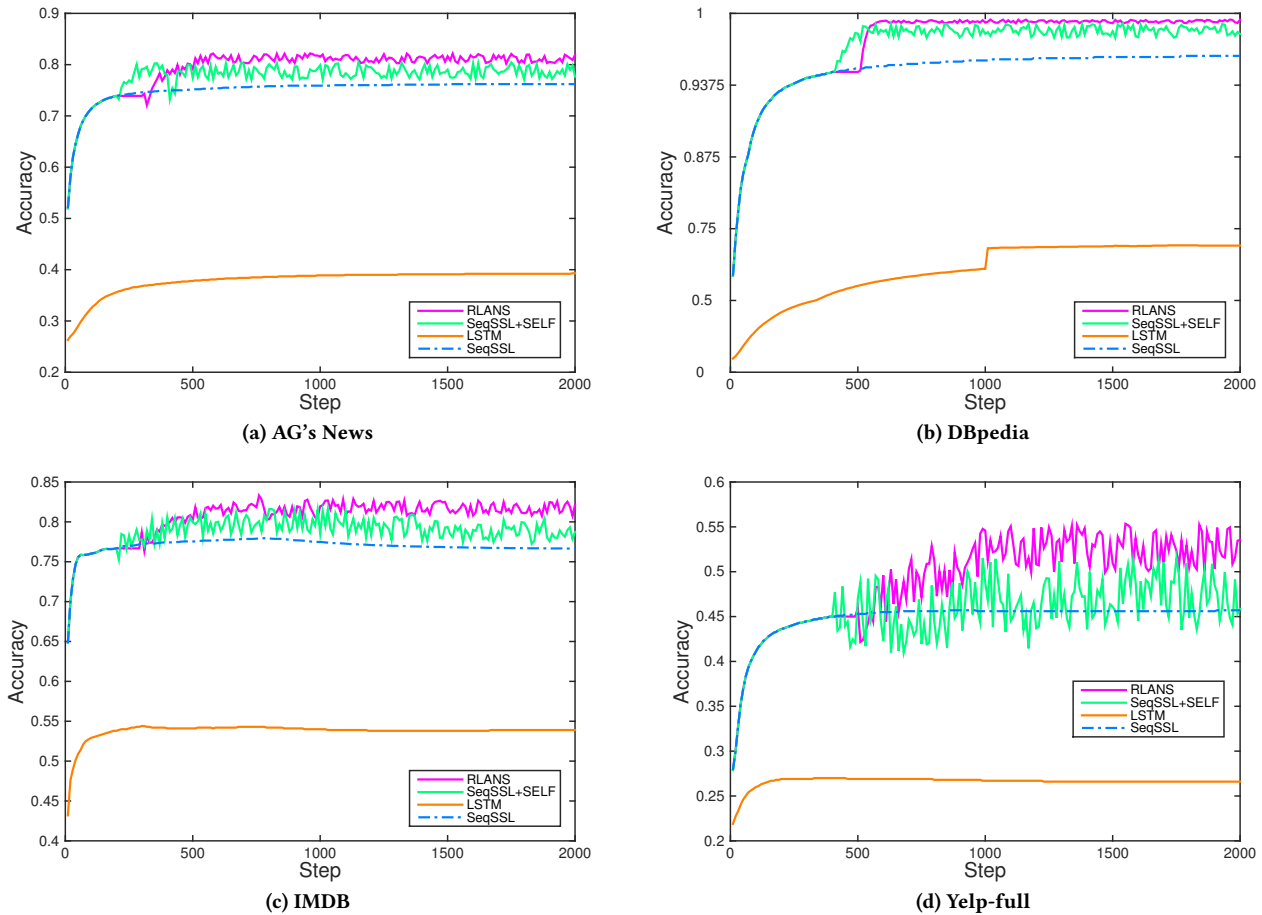 0.9
0.8
0.7
0.6
0.5
0.4
0.3
0.2
Accuracy
0 500 1000 1500 2000
Step
RLANS
SeqSSL+SELF
LSTM
SeqSSL
(a) AG's News
1
0.9375
0.875
0.75
0.5
0
Accuracy
0 500 1000 1500 2000
Step
RLANS
SeqSSL+SELF
LSTM
SeqSSL
(b) DBpedia
0.85
0.8
0.75
0.65
0.55
0.5
0.45
0.4
Accuracy
0 500 1000 1500 2000
Step
RLANS
SeqSSL+SELF
LSTM
SeqSSL
(c) IMDB
0.6
0.55
0.5
0.45
0.4
0.35
0.3
0.25
0.2
Accuracy
0 500 1000 1500 2000
Step
RLANS
SeqSSL+SELF
LSTM
SeqSSL
(d) Yelp-full